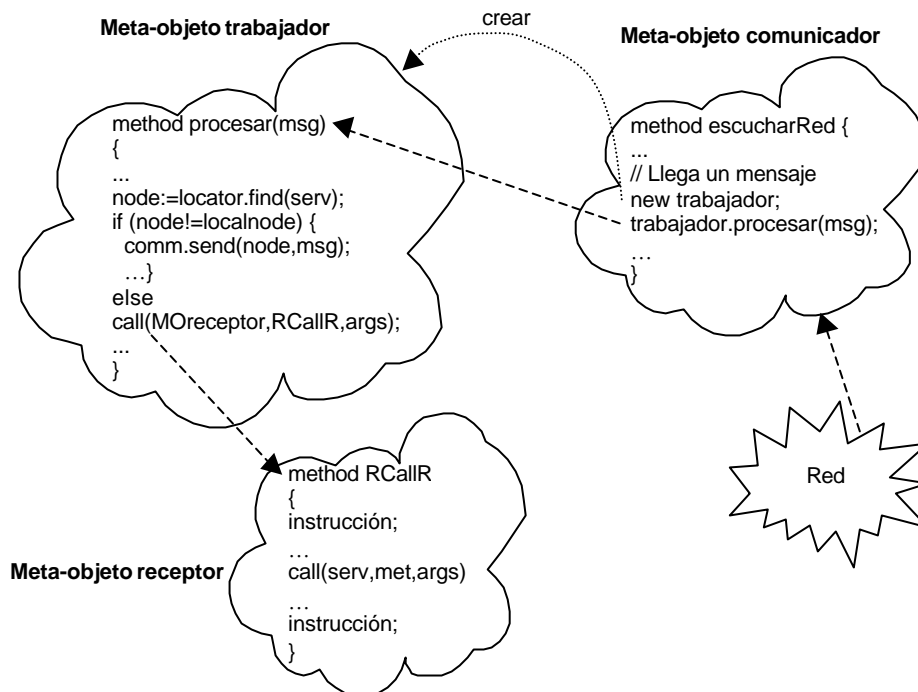 crear
Meta-objeto trabajador
Meta-objeto comunicador
method procesar(msg)
{
...
node:=locator.find(serv);
if (node!=localnode) {
comm.send(node,msg);
…}
else
call(MOreceptor,RCallR,args);
...
}
method escucharRed {
...
// Llega un mensaje
new trabajador;
trabajador.procesar(msg);
…
}
Red
Meta-objeto receptor
method RCallR
{
instrucción;
…
call(serv,met,args)
…
instrucción;
}